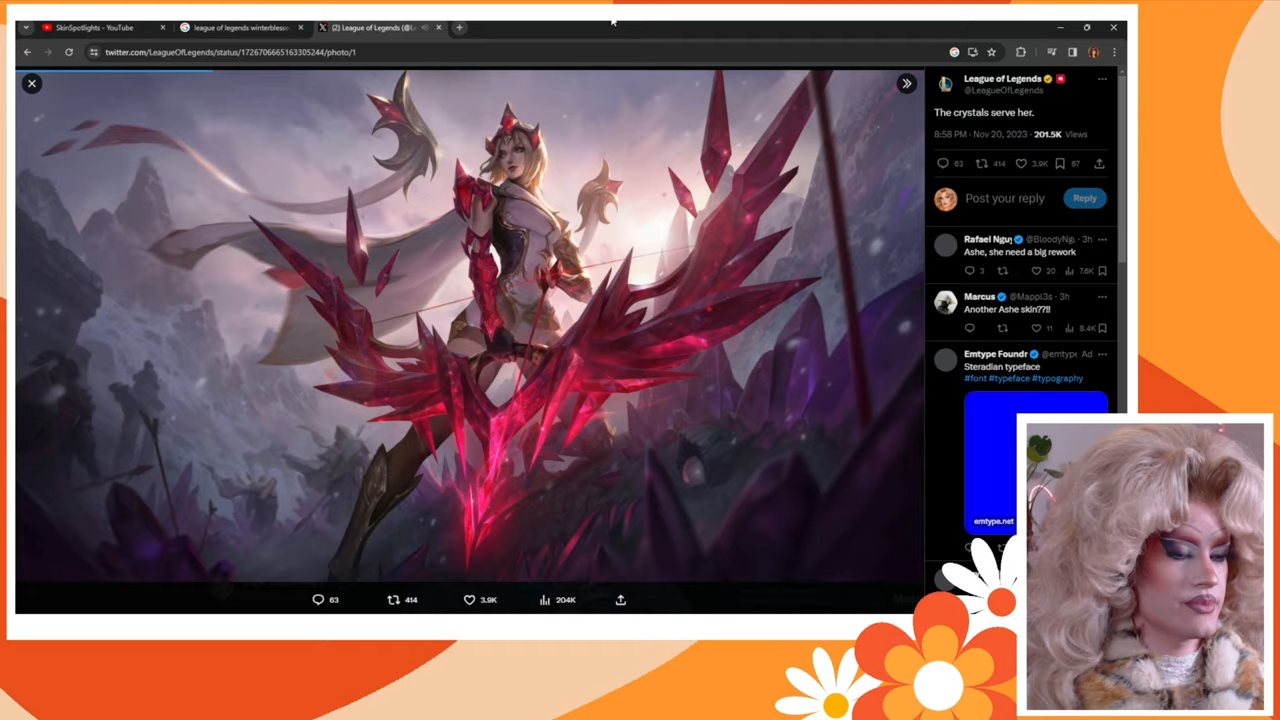 SkinSpotlights - YouTube
league of legends winterblesse
(2) League of Legends (@Le
twitter.com/LeagueOfLegends/status/1726706665163305244/photo/1
League of Legends
@LeagueOfLegends
The crystals serve her.
8:58 PM · Nov 20, 2023 201.5K Views
63 414 3.9K 67
Post your reply Reply
Rafael Ngu @BloodyNg. · 3h
Ashe, she need a big rework
3 20 7.6K
Marcus @Mappl3s · 3h
Another Ashe skin??!!
11 8.4K
Emtype Foundr @emtype Ad
Steradian typeface
#font #typeface #typography
emtype.net
63 414 3.9K 204K